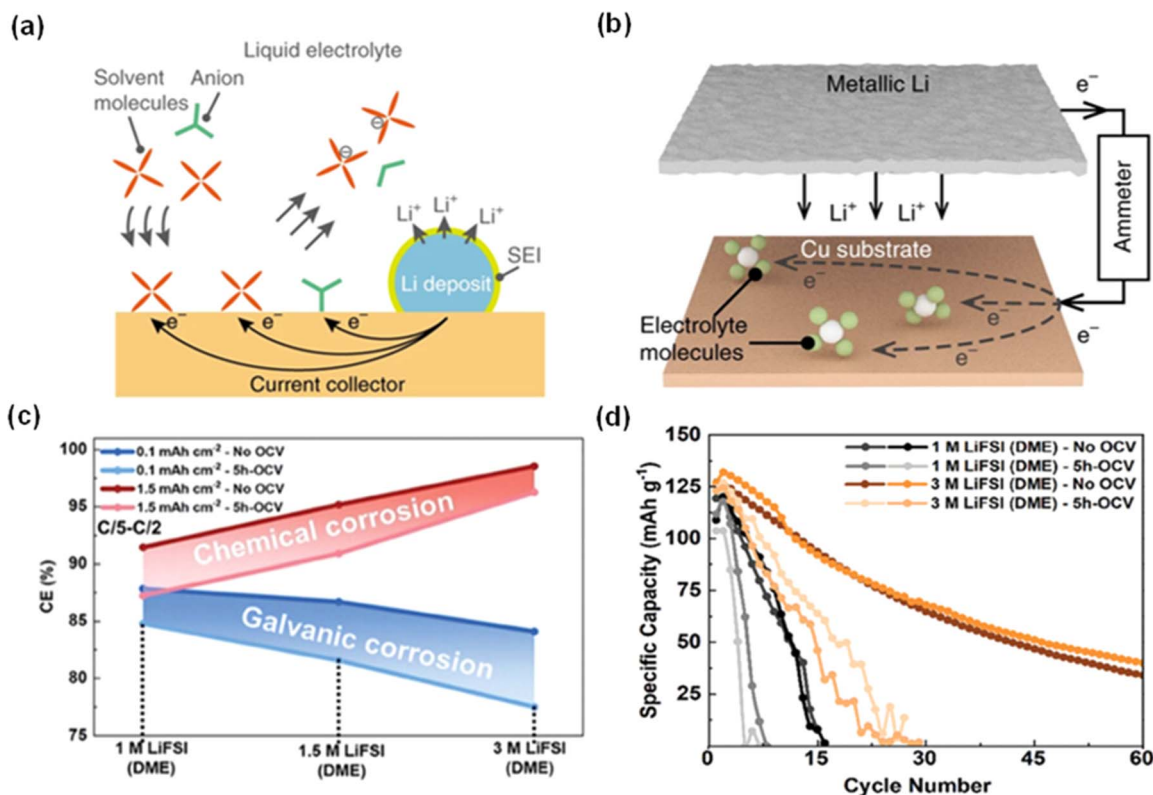 (a)
Liquid electrolyte
Solvent
molecules
Anion
⊖
⊖
Li⁺
Li⁺
Li⁺
SEI
Li deposit
e⁻
e⁻
e⁻
Current collector
(b)
Metallic Li
e⁻
Ammeter
Li⁺
Li⁺
Cu substrate
e⁻
e⁻
e⁻
e⁻
Electrolyte
molecules
(c)
CE (%)
100
95
90
85
80
75
0.1 mAh cm⁻² - No OCV
0.1 mAh cm⁻² - 5h-OCV
1.5 mAh cm⁻² - No OCV
1.5 mAh cm⁻² - 5h-OCV
C/5-C/2
Chemical corrosion
Galvanic corrosion
1 M LiFSI
(DME)
1.5 M LiFSI
(DME)
3 M LiFSI
(DME)
(d)
Specific Capacity (mAh g⁻¹)
150
125
100
75
50
25
1 M LiFSI (DME) - No OCV
1 M LiFSI (DME) - 5h-OCV
3 M LiFSI (DME) - No OCV
3 M LiFSI (DME) - 5h-OCV
0
15
30
45
60
Cycle Number